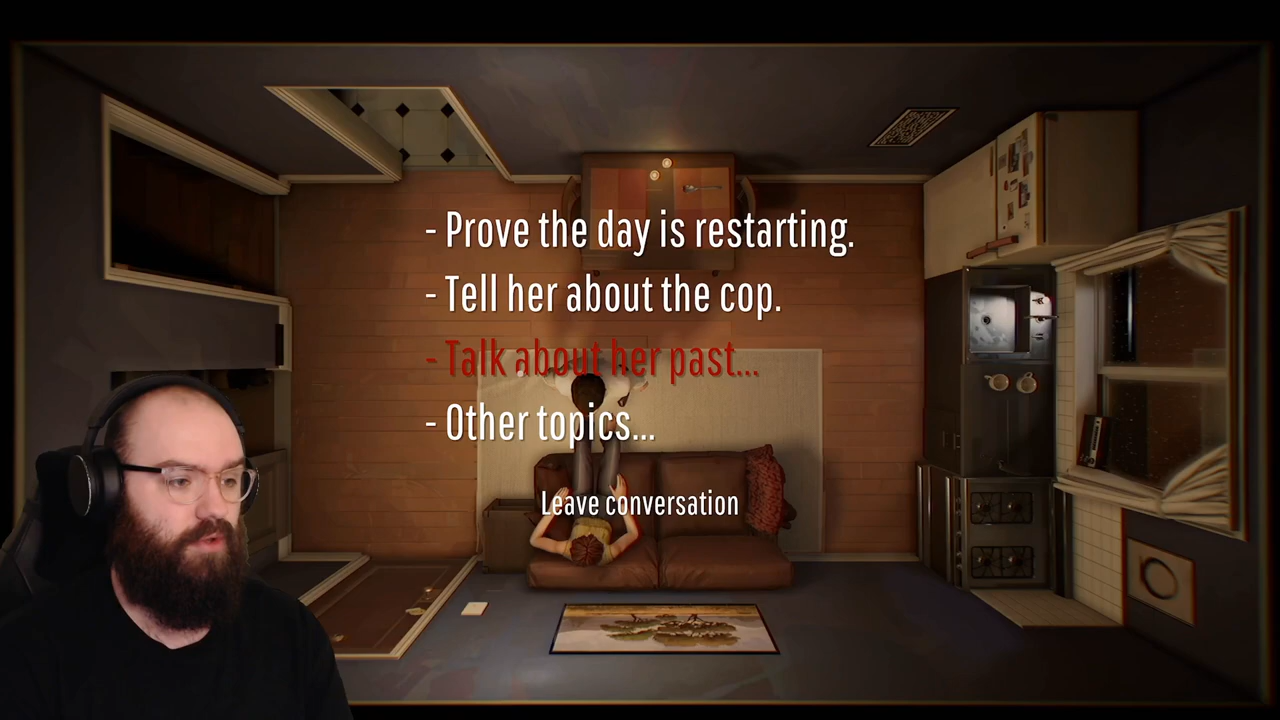 - Prove the day is restarting.
- Tell her about the cop.
- Talk about her past...
- Other topics...
Leave conversation